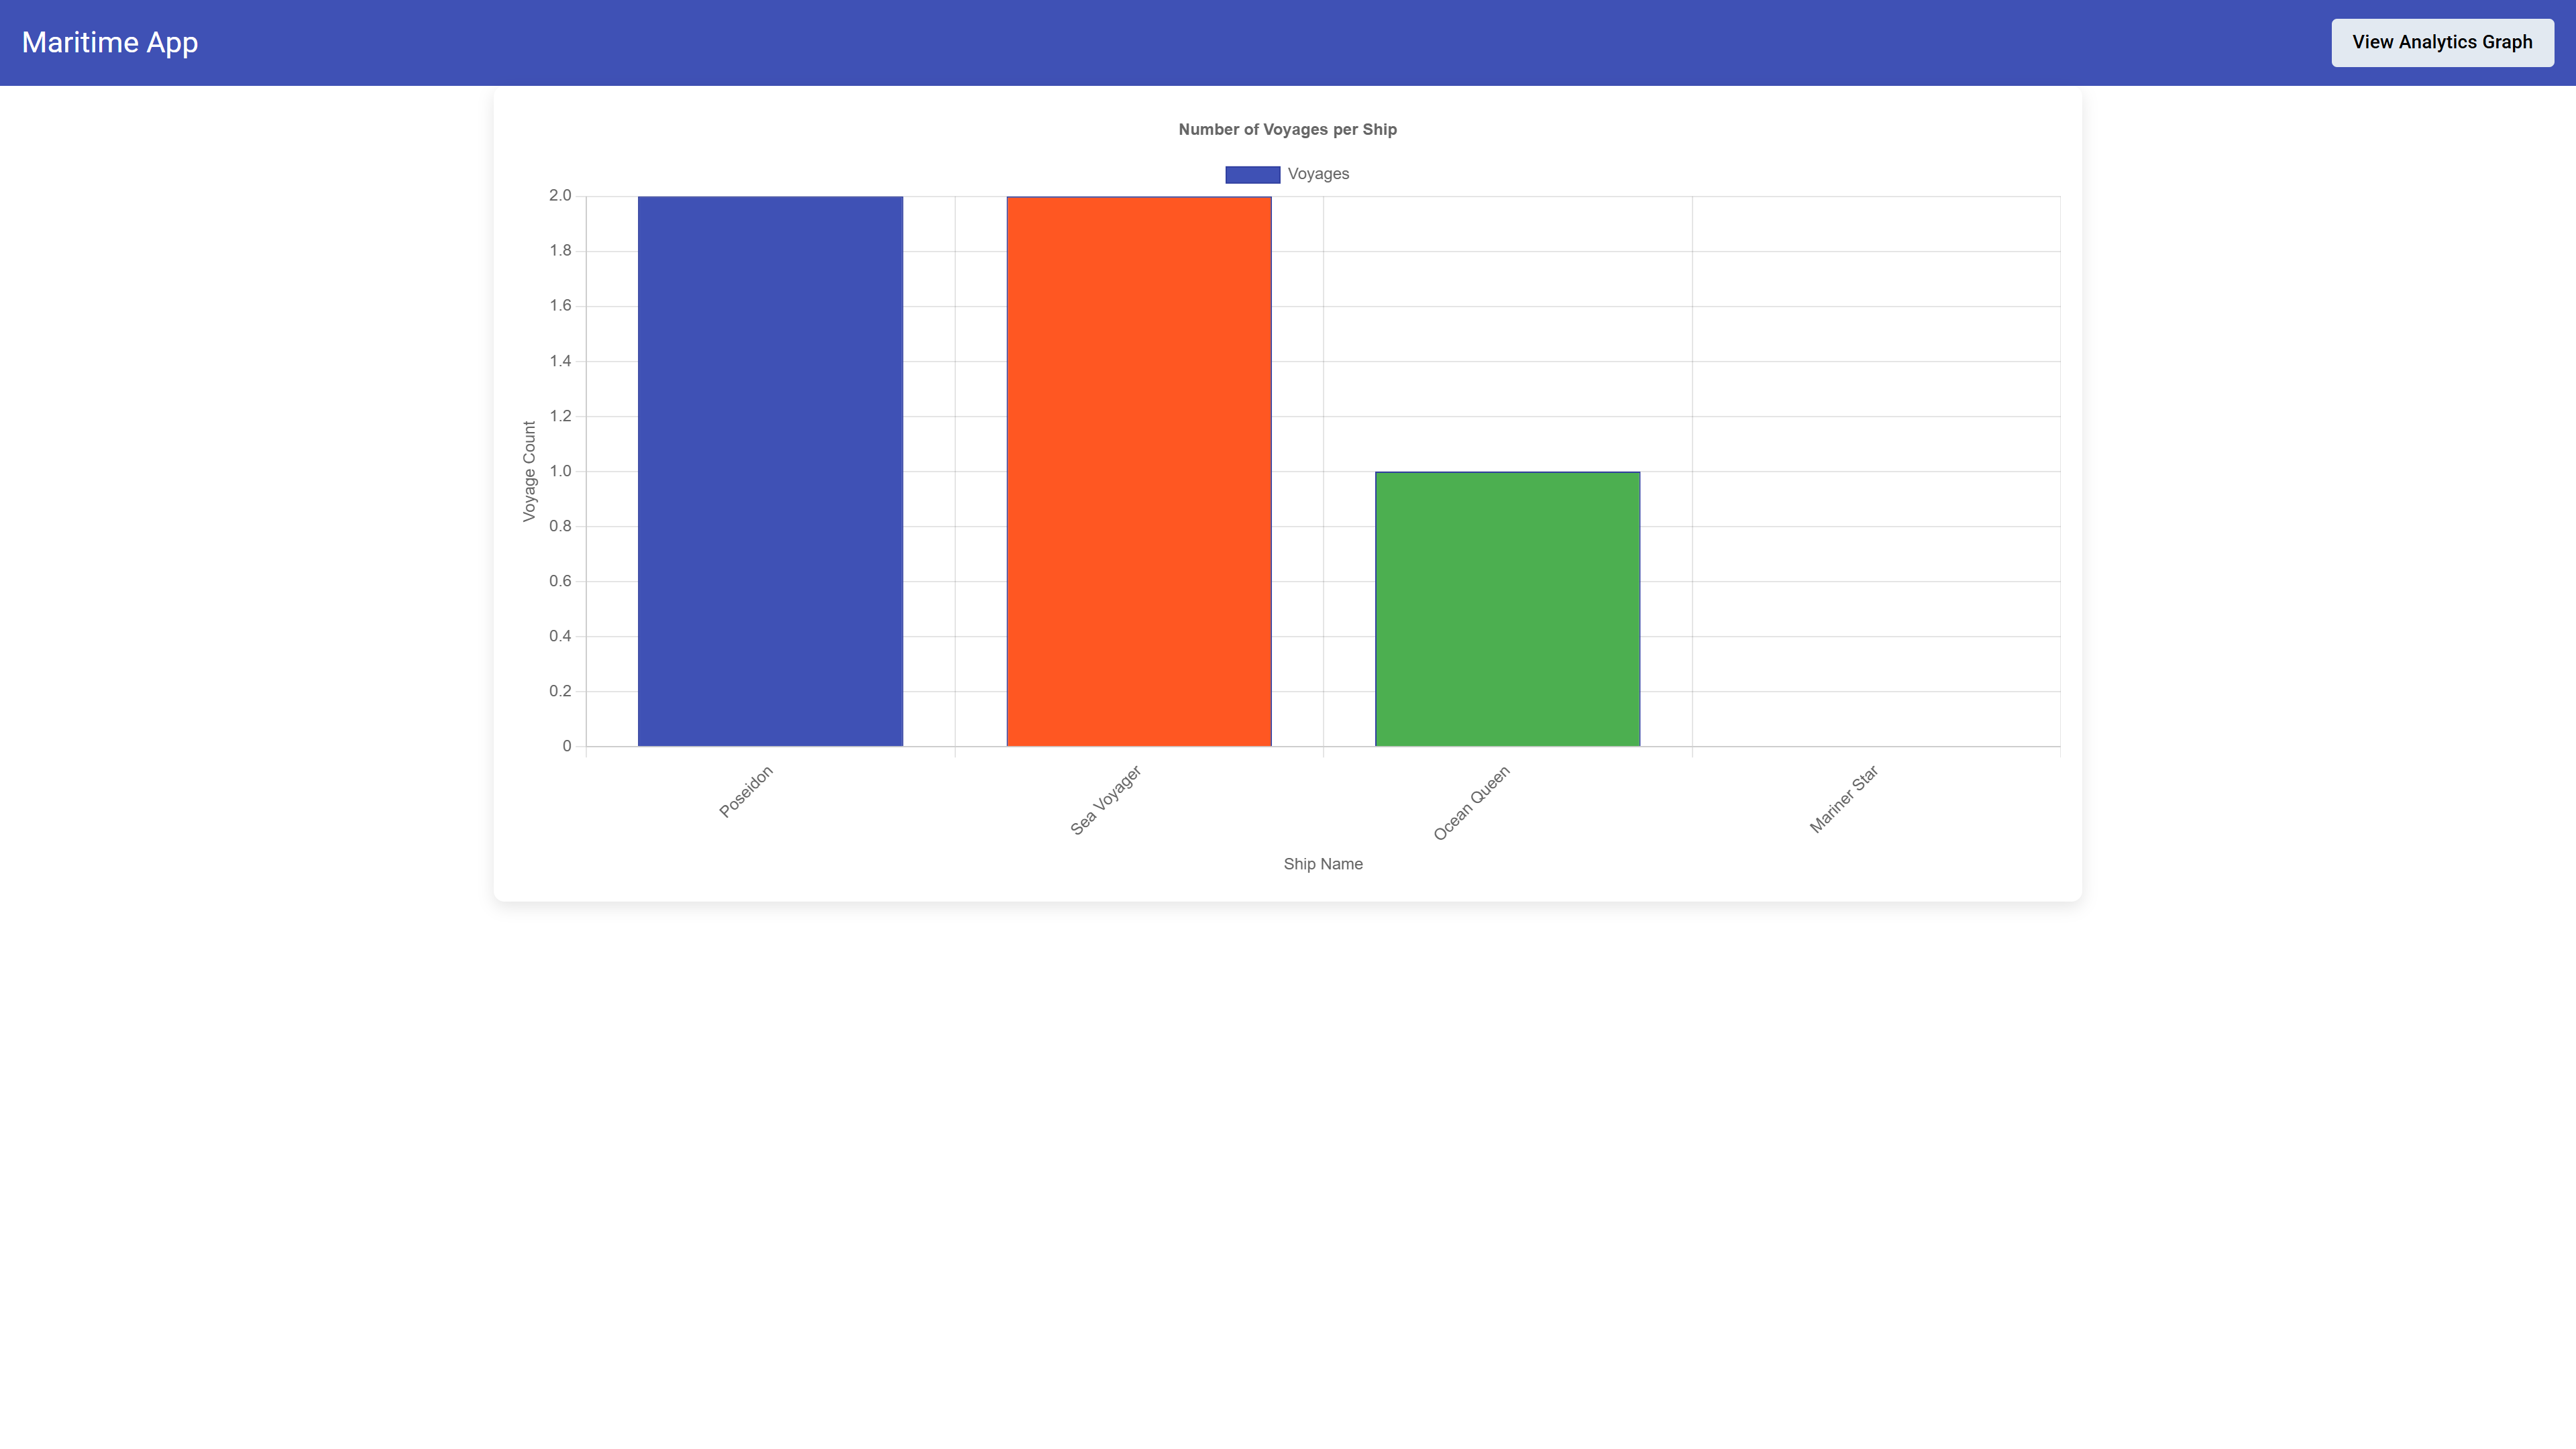 Maritime App
View Analytics Graph
Number of Voyages per Ship
Voyages
Voyage Count
2.0
1.8
1.6
1.4
1.2
1.0
0.8
0.6
0.4
0.2
0
Poseidon
Sea Voyager
Ocean Queen
Mariner Star
Ship Name